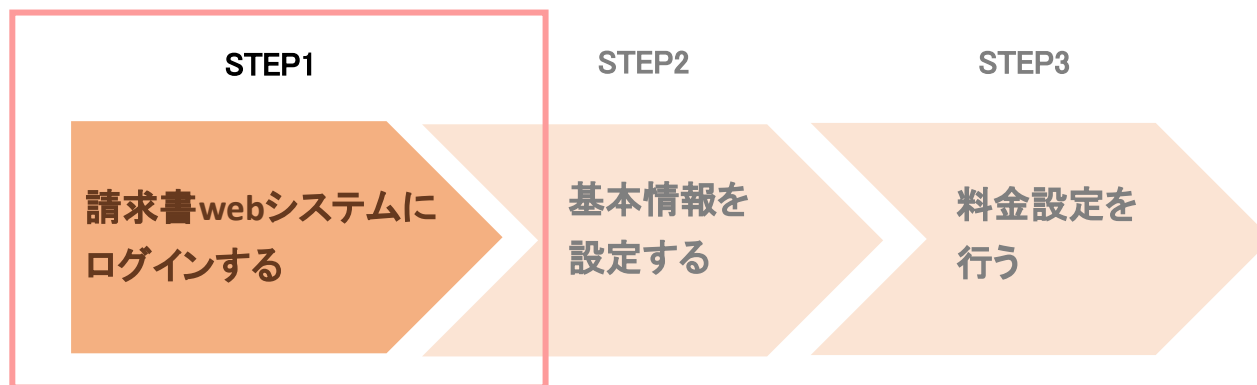 STEP1
請求書webシステムに
ログインする
STEP2
基本情報を
設定する
STEP3
料金設定を
行う